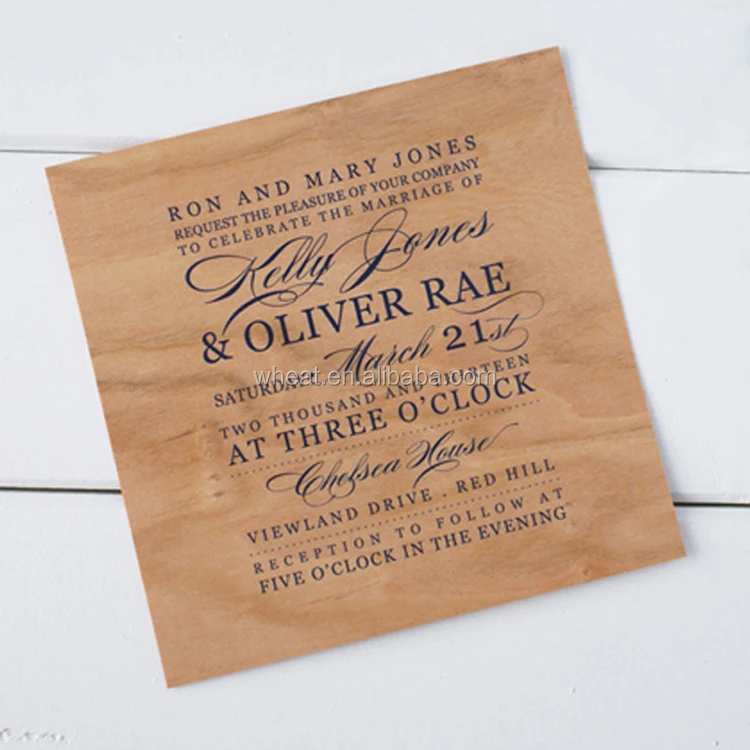 RON AND MARY JONES
REQUEST THE PLEASURE OF YOUR COMPANY
TO CELEBRATE THE MARRIAGE OF
Kelly Jones
& OLIVER RAE
SATURDAY March 21st
wheat.en.alibaba.com
TWO THOUSAND AND THIRTEEN
AT THREE O'CLOCK
Chelsea House
VIEWLAND DRIVE . RED HILL
RECEPTION TO FOLLOW AT
FIVE O'CLOCK IN THE EVENING